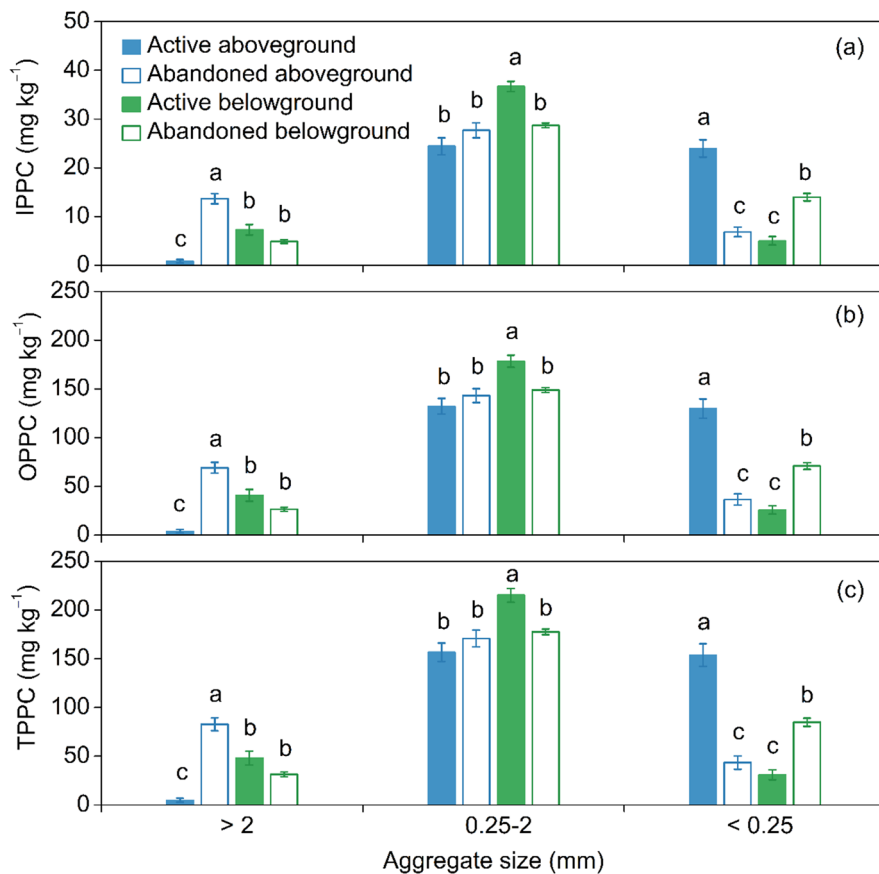 50
40
30
20
10
0
IPPC (mg kg⁻¹)
(a)
Active aboveground
Abandoned aboveground
Active belowground
Abandoned belowground
c a b b
b b a b
a c c b
250
200
150
100
50
0
OPPC (mg kg⁻¹)
(b)
c a b b
b b a b
a c c b
250
200
150
100
50
0
TPPC (mg kg⁻¹)
(c)
c a b b
b b a b
a c c b
> 2 0.25-2 < 0.25
Aggregate size (mm)